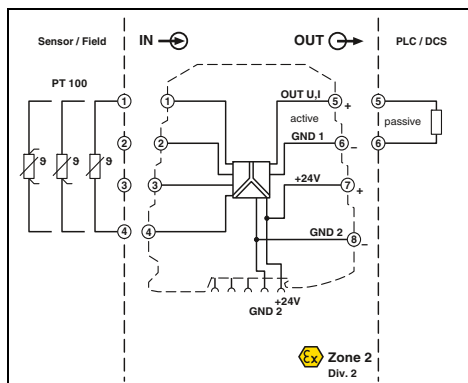 Sensor / Field
IN
OUT
PLC / DCS
PT 100
1
1
OUT U,I
5
+
5
active
passive
2
2
GND 1
6
–
6
3
3
+24V
7
+
4
4
GND 2
8
–
ϑ
ϑ
ϑ
+24V
GND 2
Ex
Zone 2
Div. 2